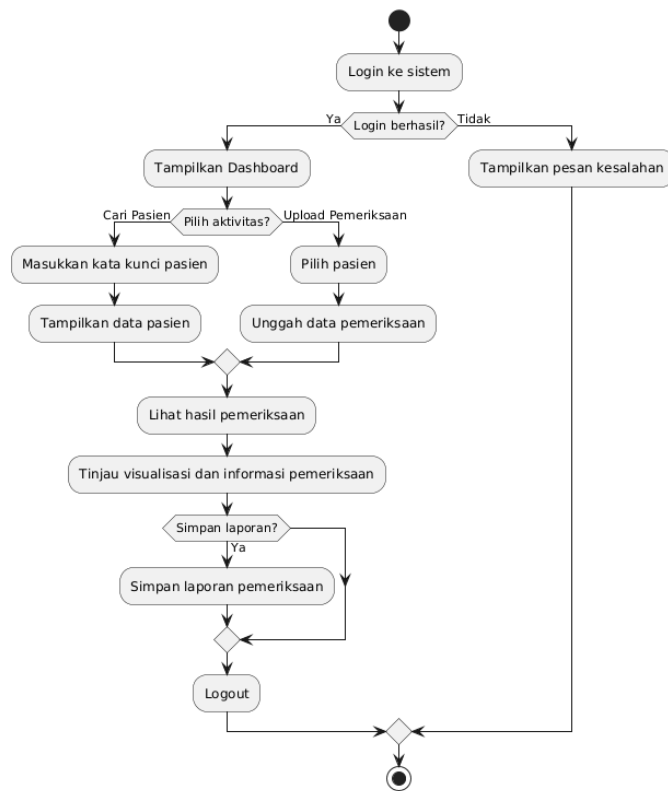 Login ke sistem
Ya
Login berhasil?
Tidak
Tampilkan Dashboard
Tampilkan pesan kesalahan
Cari Pasien
Pilih aktivitas?
Upload Pemeriksaan
Masukkan kata kunci pasien
Pilih pasien
Tampilkan data pasien
Unggah data pemeriksaan
Lihat hasil pemeriksaan
Tinjau visualisasi dan informasi pemeriksaan
Simpan laporan?
Ya
Simpan laporan pemeriksaan
Logout